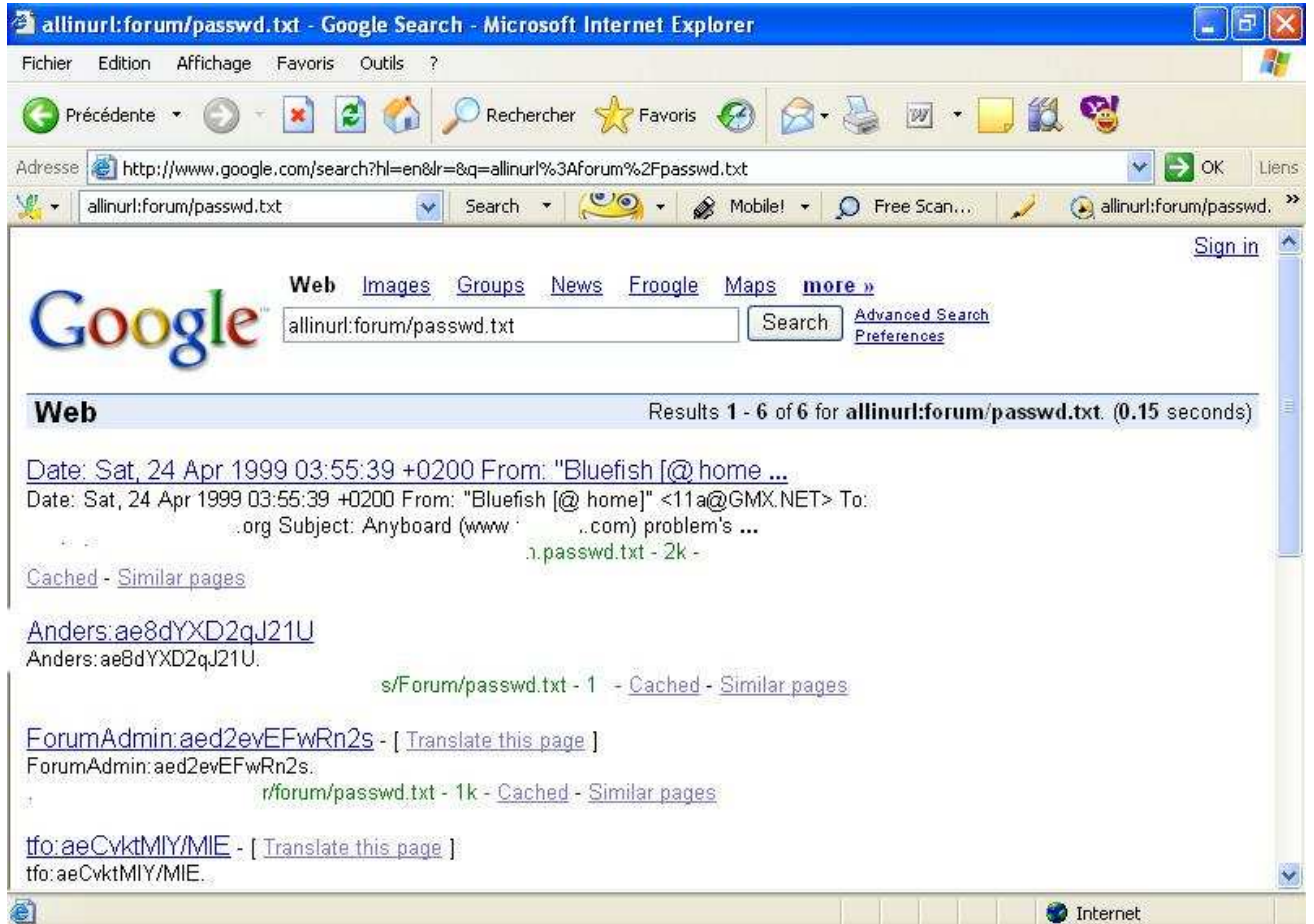 allinurl:forum/passwd.txt - Google Search - Microsoft Internet Explorer
Fichier Edition Affichage Favoris Outils ?
Précédente Rechercher Favoris
Adresse http://www.google.com/search?hl=en&lr=&q=allinurl%3Aforum%2Fpasswd.txt OK Liens
allinurl:forum/passwd.txt Search Mobile! Free Scan... allinurl:forum/passwd. »
Sign in
Web Images Groups News Froogle Maps more »
Google™ allinurl:forum/passwd.txt Search Advanced Search
Preferences
Web Results 1 - 6 of 6 for allinurl:forum/passwd.txt. (0.15 seconds)
Date: Sat, 24 Apr 1999 03:55:39 +0200 From: "Bluefish [@ home ...
Date: Sat, 24 Apr 1999 03:55:39 +0200 From: "Bluefish [@ home]" <11a@GMX.NET> To:
.org Subject: Anyboard (www ..com) problem's ...
.passwd.txt - 2k -
Cached - Similar pages
Anders:ae8dYXD2qJ21U
Anders:ae8dYXD2qJ21U.
s/Forum/passwd.txt - 1 - Cached - Similar pages
ForumAdmin:aed2evEFwRn2s - [ Translate this page ]
ForumAdmin:aed2evEFwRn2s.
r/forum/passwd.txt - 1k - Cached - Similar pages
tfo:aeCvktMIY/MIE - [ Translate this page ]
tfo:aeCvktMIY/MIE.
Internet